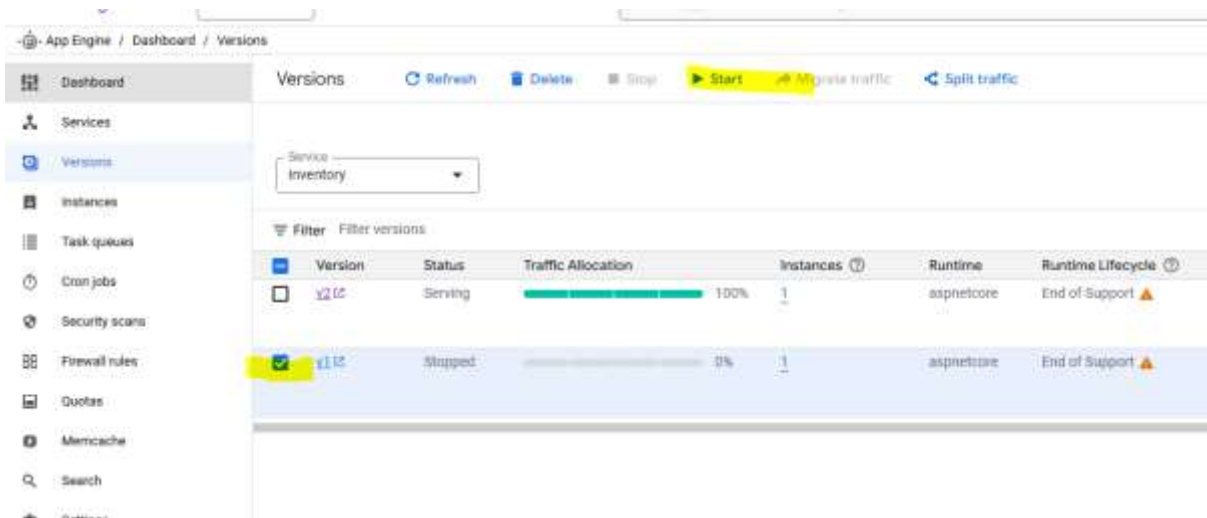 App Engine / Dashboard / Versions
Dashboard
Versions Refresh Delete Stop Start Migrate traffic Split traffic
Services
Versions
Service
inventory
Instances
Filter Filter versions
Task queues
Version Status Traffic Allocation Instances Runtime Runtime Lifecycle
Cron jobs
v2 Serving 100% 1 aspnetcore End of Support
Security scans
Firewall rules
v1 Stopped 0% 1 aspnetcore End of Support
Quotas
Memcache
Search